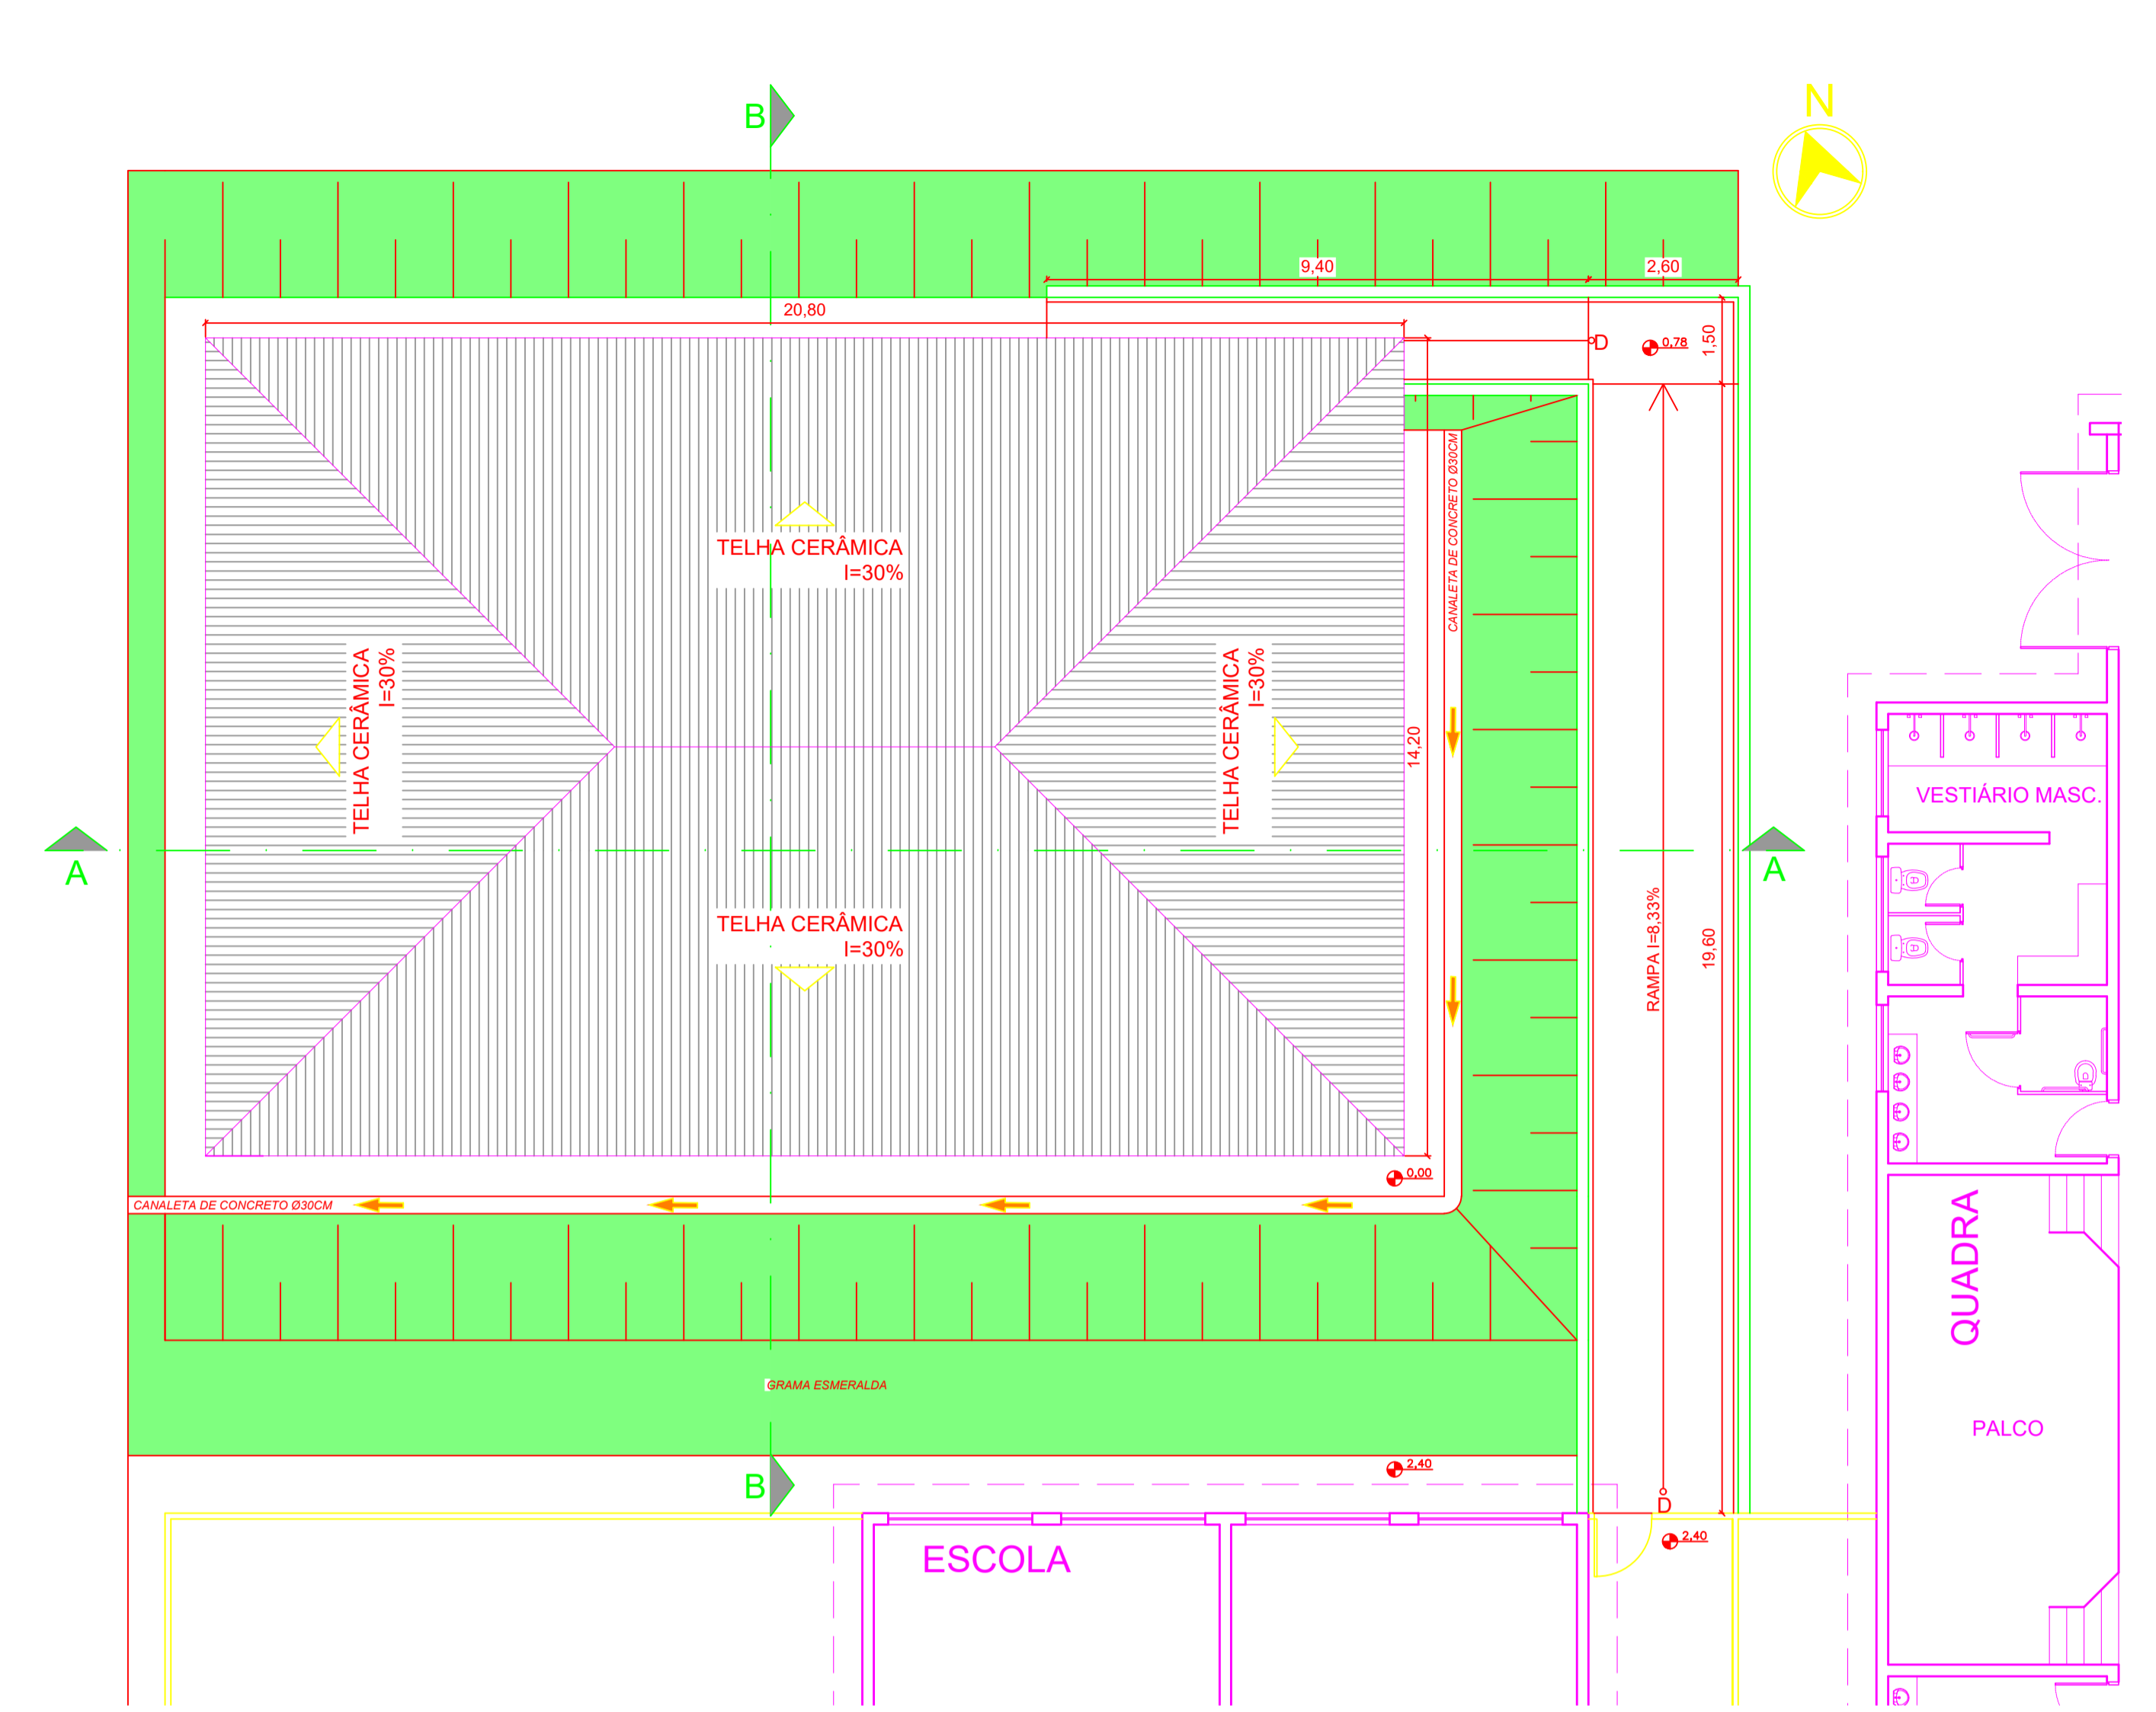 N
B
9,40
2,60
20,80
D
0,78
1,50
CANALETA DE CONCRETO Ø30CM
TELHA CERÂMICA
I=30%
TELHA CERÂMICA
I=30%
TELHA CERÂMICA
I=30%
14,20
VESTIÁRIO MASC.
A
A
RAMPA I=8,33%
19,60
TELHA CERÂMICA
I=30%
0,00
CANALETA DE CONCRETO Ø30CM
QUADRA
GRAMA ESMERALDA
PALCO
2,40
B
D
2,40
ESCOLA